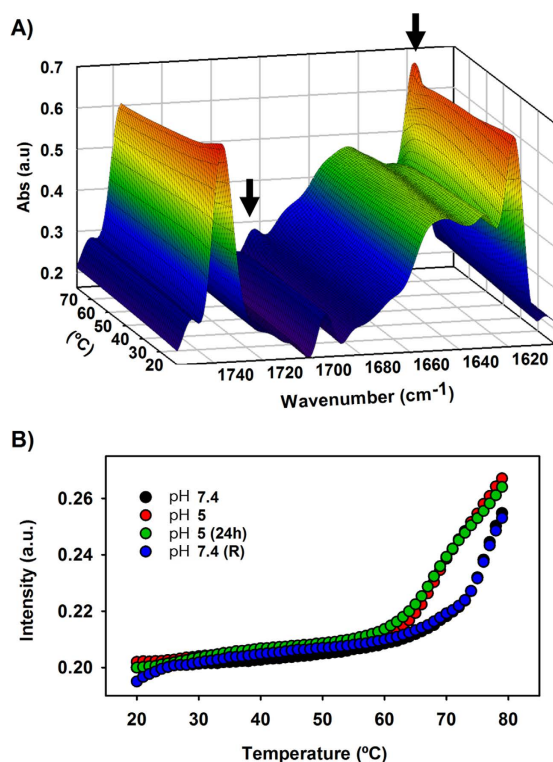 A)
0.7
0.6
0.5
0.4
0.3
0.2
Abs (a.u)
70
60
50
40
30
20
(ºC)
1740
1720
1700
1680
1660
1640
1620
Wavenumber (cm-1)
B)
0.26
0.24
0.22
0.20
Intensity (a.u.)
pH 7.4
pH 5
pH 5 (24h)
pH 7.4 (R)
20 30 40 50 60 70 80
Temperature (ºC)